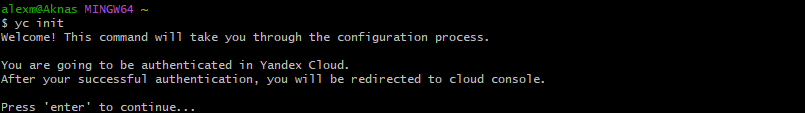 alexm@Aknas MINGW64 ~
$ yc init
Welcome! This command will take you through the configuration process.
You are going to be authenticated in Yandex Cloud.
After your successful authentication, you will be redirected to cloud console.
Press 'enter' to continue...